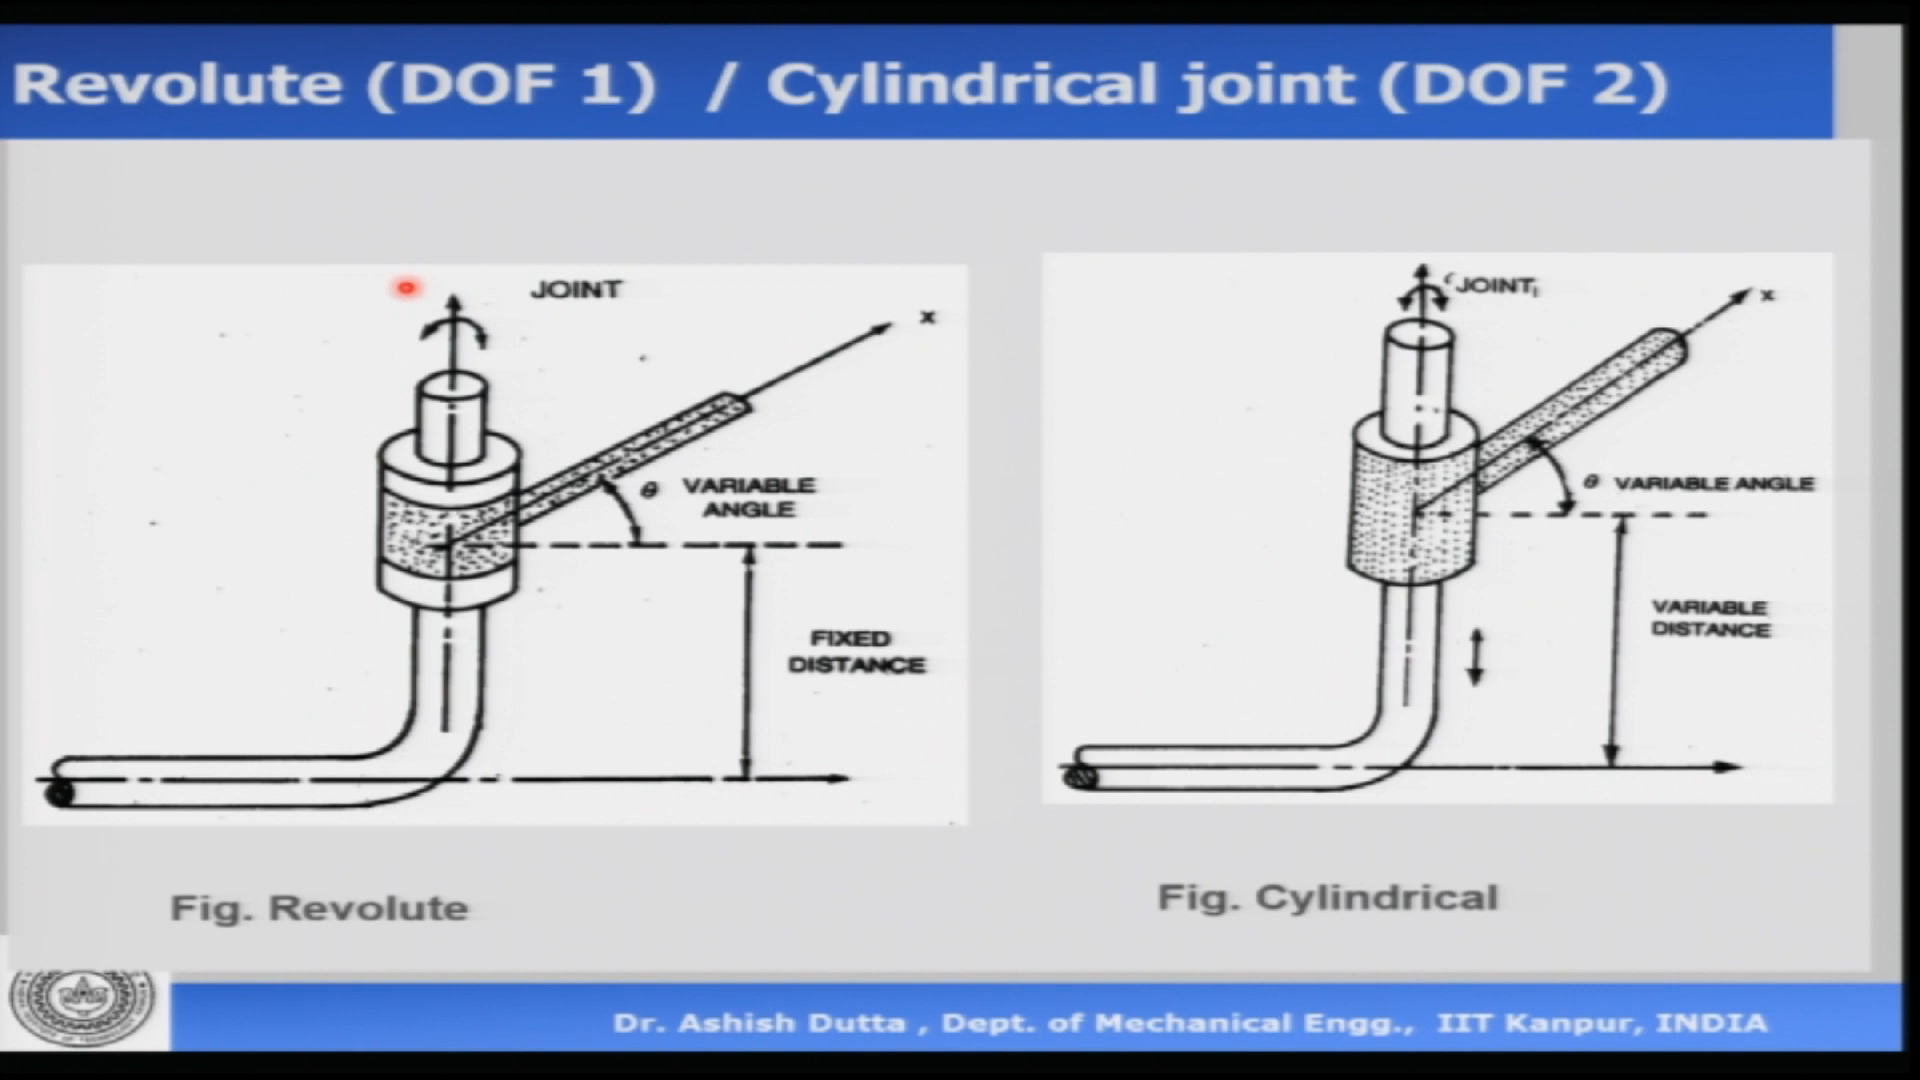 Revolute (DOF 1) / Cylindrical joint (DOF 2)
JOINT
x
θ VARIABLE
ANGLE
FIXED
DISTANCE
Fig. Revolute
JOINT
x
θ VARIABLE ANGLE
VARIABLE
DISTANCE
Fig. Cylindrical
Dr. Ashish Dutta , Dept. of Mechanical Engg., IIT Kanpur, INDIA